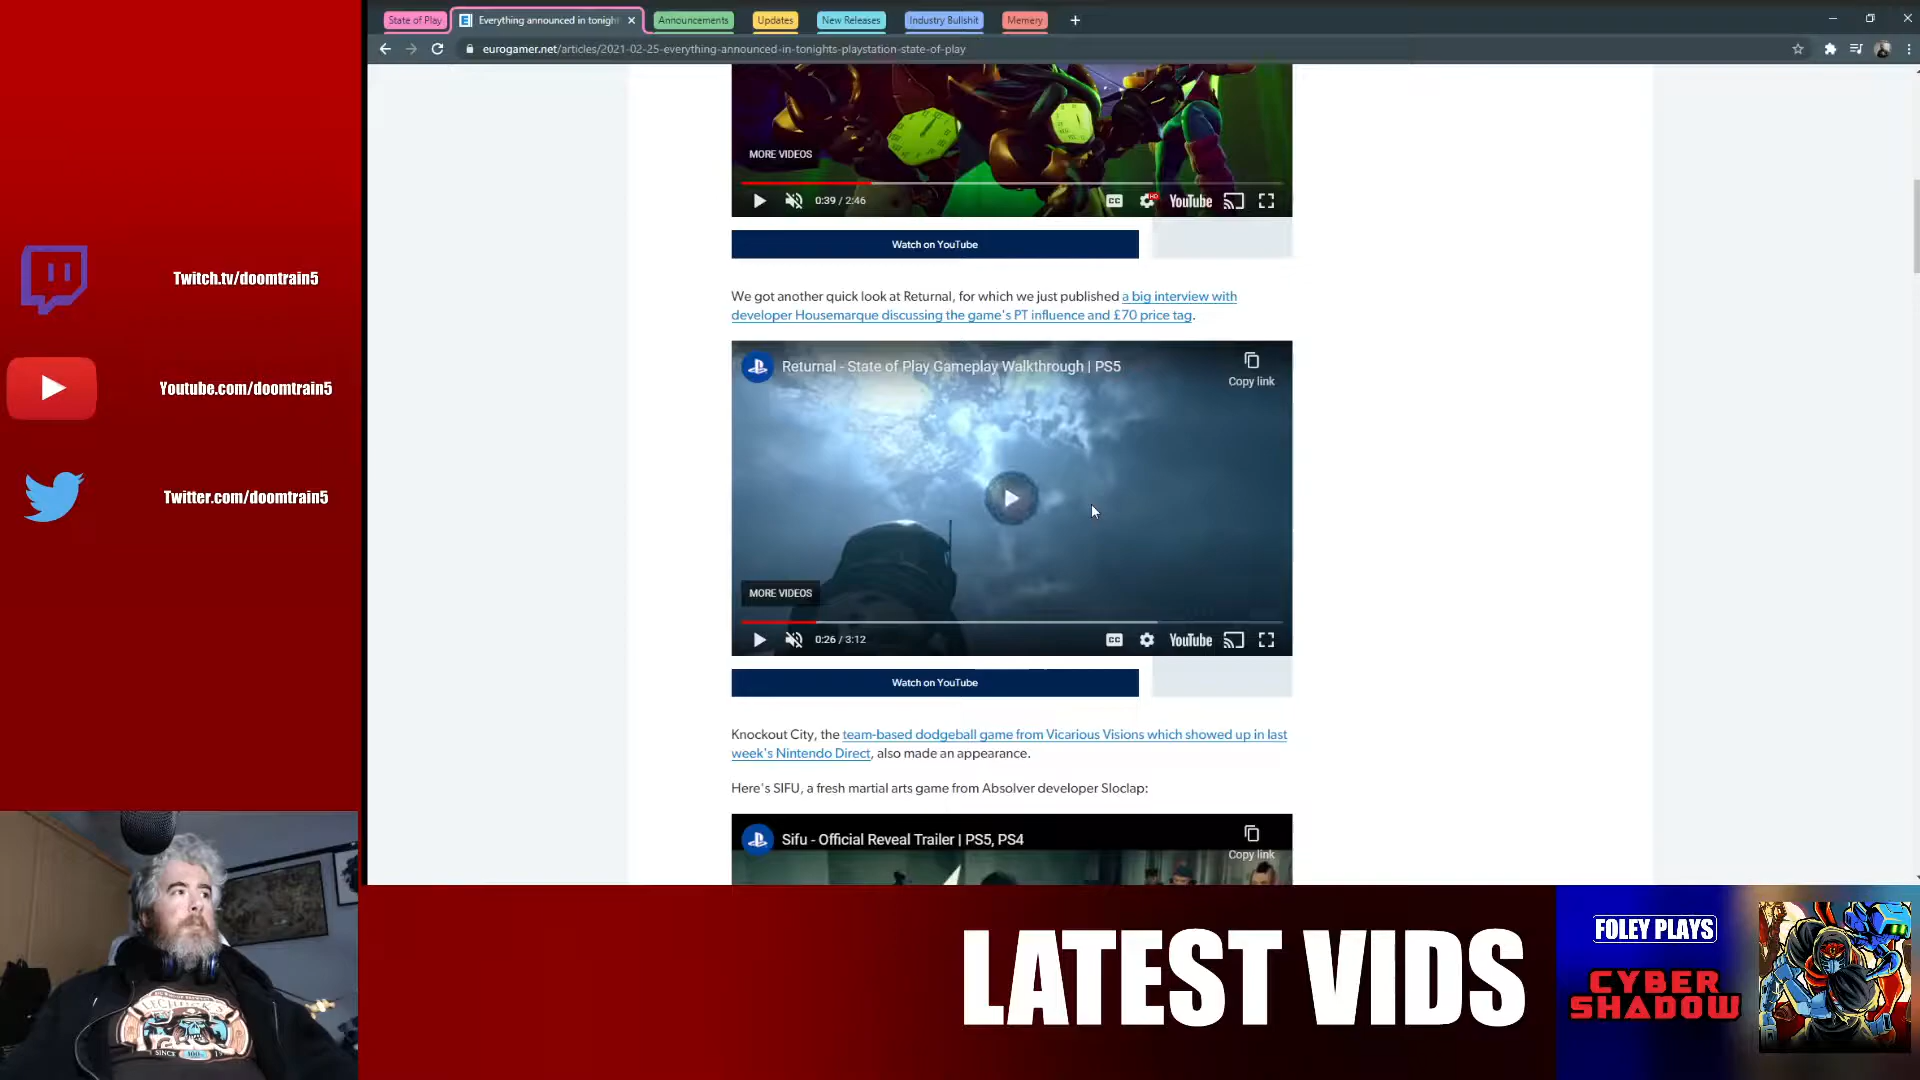 State of Play
Everything announced in tonigh
Announcements
Updates
New Releases
Industry Bullshit
Memery
eurogamer.net/articles/2021-02-25-everything-announced-in-tonights-playstation-state-of-play
MORE VIDEOS
0:39 / 2:46
CC
HD
YouTube
Watch on YouTube
We got another quick look at Returnal, for which we just published a big interview with
developer Housemarque discussing the game's PT influence and £70 price tag.
Returnal - State of Play Gameplay Walkthrough | PS5
Copy link
MORE VIDEOS
0:26 / 3:12
CC
YouTube
Watch on YouTube
Knockout City, the team-based dodgeball game from Vicarious Visions which showed up in last
week's Nintendo Direct, also made an appearance.
Here's SIFU, a fresh martial arts game from Absolver developer Sloclap:
Sifu - Official Reveal Trailer | PS5, PS4
Copy link
Twitch.tv/doomtrain5
Youtube.com/doomtrain5
Twitter.com/doomtrain5
LATEST VIDS
FOLEY PLAYS
CYBER
SHADOW